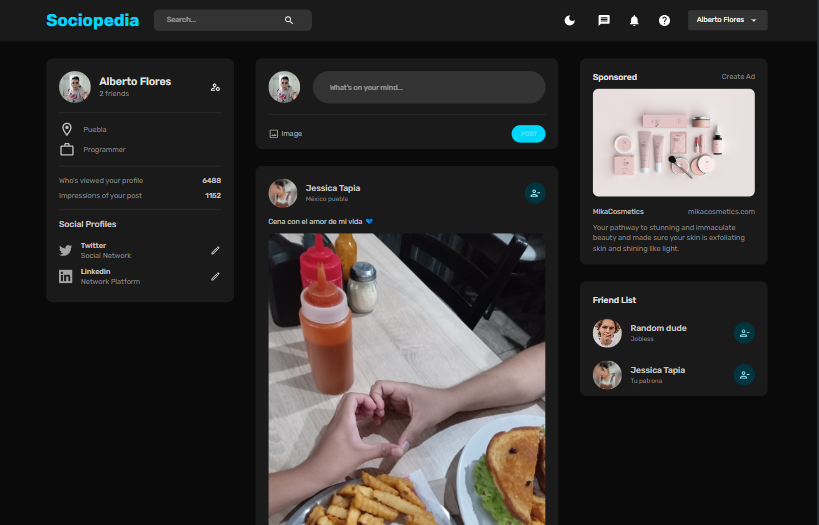 Sociopedia
Search...
Alberto Flores
Alberto Flores
2 friends
Puebla
Programmer
Who's viewed your profile 6488
Impressions of your post 1152
Social Profiles
Twitter
Social Network
Linkedin
Network Platform
What's on your mind...
Image
POST
Jessica Tapia
México puebla
Cena con el amor de mi vida 💙
Sponsored
Create Ad
MikaCosmetics
mikacosmetics.com
Your pathway to stunning and immaculate
beauty and made sure your skin is exfoliating
skin and shining like light.
Friend List
Random dude
Jobless
Jessica Tapia
Tu patrona